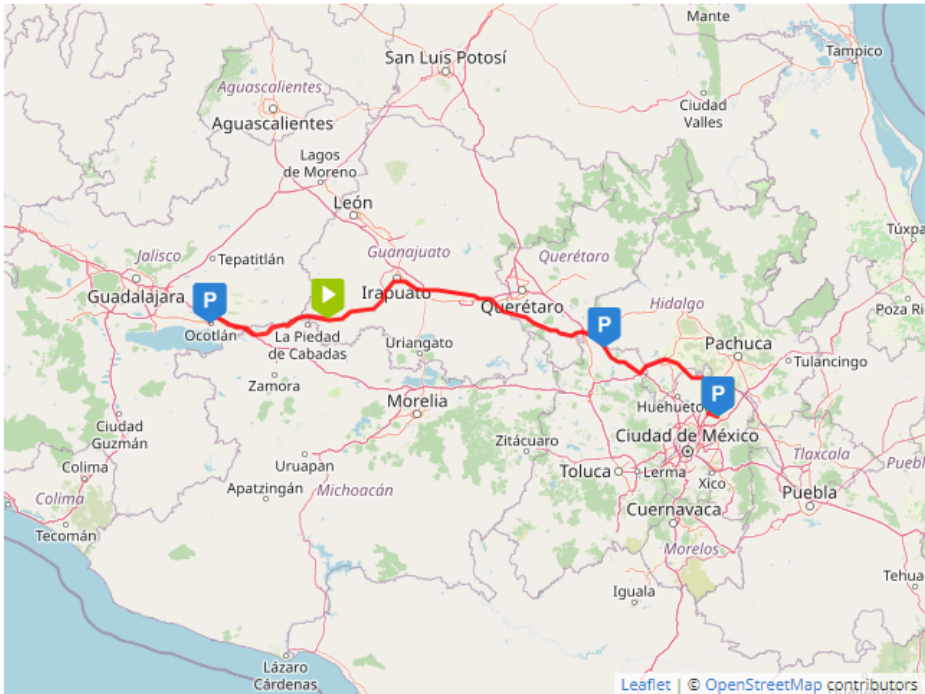 Mante
Tampico
San Luis Potosí
Aguascalientes
Ciudad
Valles
Aguascalientes
Lagos
de Moreno
León
Túxpa
Jalisco
Tepatitlán
Guanajuato
Querétaro
Guadalajara
P
Irapuato
Querétaro
Hidalgo
Poza Ri
Ocotlán
La Piedad
de Cabadas
Uriangato
P
Pachuca
Tulancingo
Zamora
Morelia
Huehueto
P
Ciudad
Guzmán
Zitácuaro
Ciudad de México
Tlaxcala
Colima
Uruapan
Toluca
Lerma
Xico
Pueb
Colima
Apatzingán
Michoacán
Puebla
Tecomán
Cuernavaca
Morelos
Iguala
Tehua
Lázaro
Cárdenas
Leaflet | © OpenStreetMap contributors